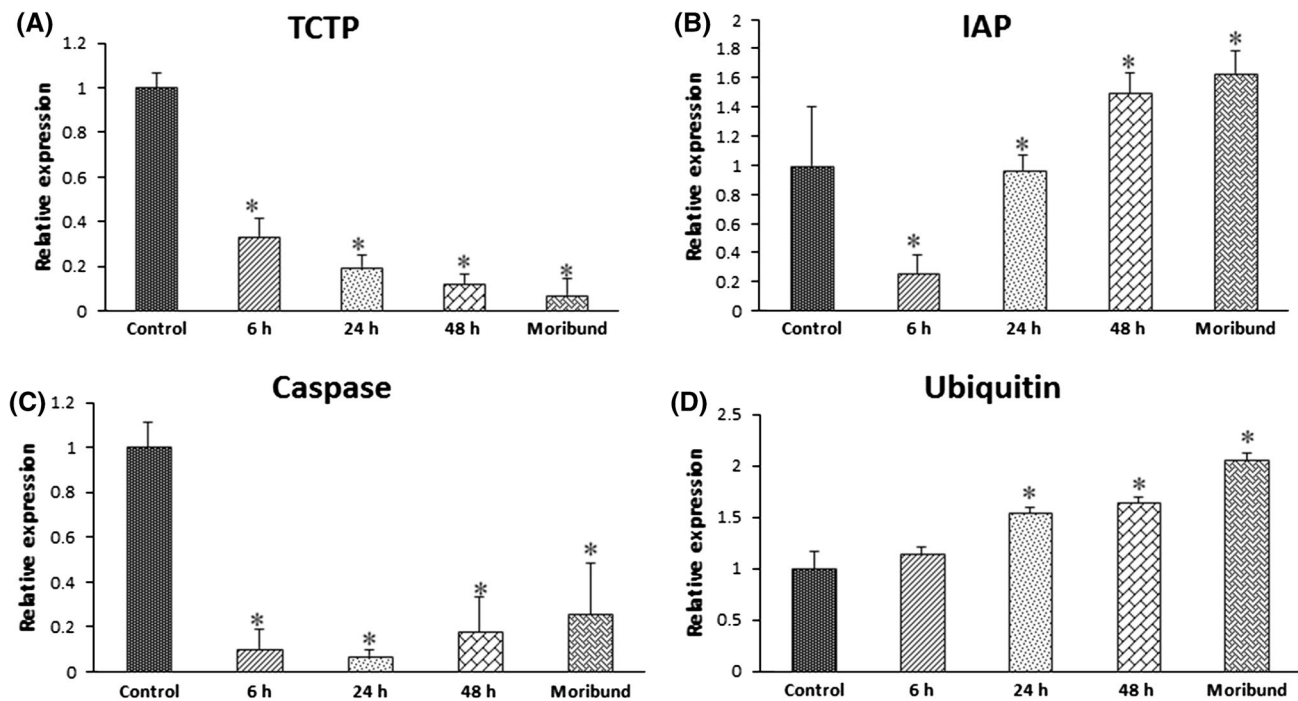 (A)
TCTP
Relative expression
1.2
1
0.8
0.6
0.4
0.2
0
*
*
*
*
Control 6 h 24 h 48 h Moribund
(B)
IAP
Relative expression
2
1.8
1.6
1.4
1.2
1
0.8
0.6
0.4
0.2
0
*
*
*
*
Control 6 h 24 h 48 h Moribund
(C)
Caspase
Relative expression
1.2
1
0.8
0.6
0.4
0.2
0
*
*
*
*
Control 6 h 24 h 48 h Moribund
(D)
Ubiquitin
Relative expression
2.5
2
1.5
1
0.5
0
*
*
*
Control 6 h 24 h 48 h Moribund